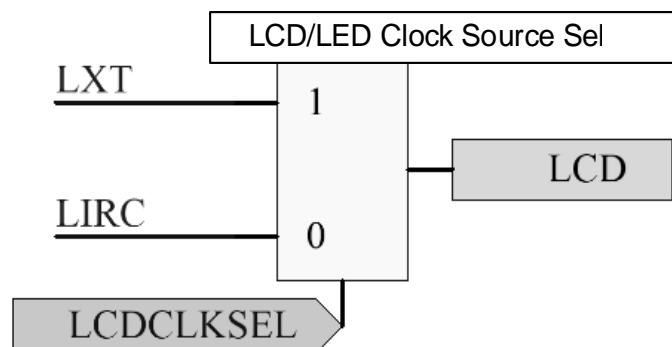 LCD/LED Clock Source Sel
LXT
1
LCD
LIRC
0
LCDCLKSEL